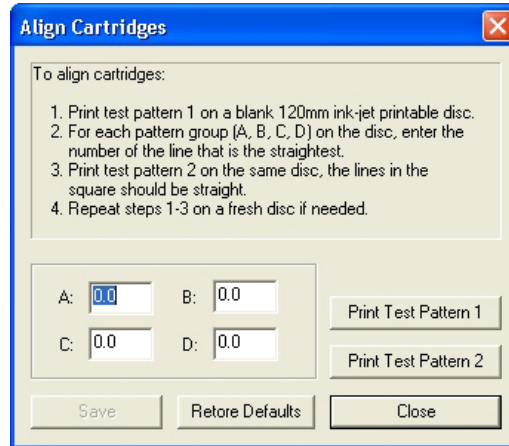 Align Cartridges
To align cartridges:
1. Print test pattern 1 on a blank 120mm ink-jet printable disc.
2. For each pattern group (A, B, C, D) on the disc, enter the
number of the line that is the straightest.
3. Print test pattern 2 on the same disc, the lines in the
square should be straight.
4. Repeat steps 1-3 on a fresh disc if needed.
A: 0.0 B: 0.0
Print Test Pattern 1
C: 0.0 D: 0.0
Print Test Pattern 2
Save Retore Defaults Close